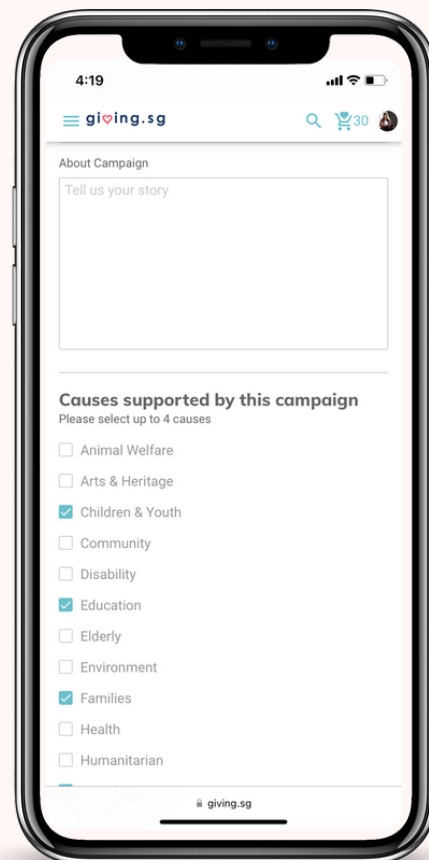 4:19
giving.sg
30
About Campaign
Tell us your story
Causes supported by this campaign
Please select up to 4 causes
Animal Welfare
Arts & Heritage
Children & Youth
Community
Disability
Education
Elderly
Environment
Families
Health
Humanitarian
giving.sg